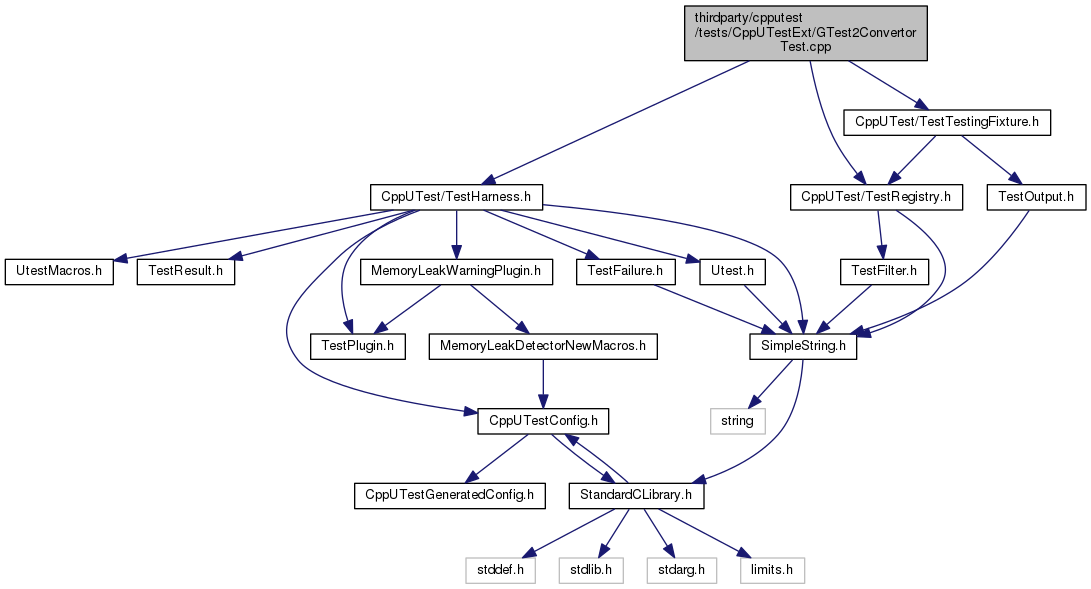 thirdparty/cpputest
/tests/CppUTestExt/GTest2Convertor
Test.cpp
CppUTest/TestTestingFixture.h
CppUTest/TestHarness.h
CppUTest/TestRegistry.h
TestOutput.h
UtestMacros.h
TestResult.h
MemoryLeakWarningPlugin.h
TestFailure.h
Utest.h
TestFilter.h
TestPlugin.h
MemoryLeakDetectorNewMacros.h
SimpleString.h
CppUTestConfig.h
string
CppUTestGeneratedConfig.h
StandardCLibrary.h
stddef.h
stdlib.h
stdarg.h
limits.h